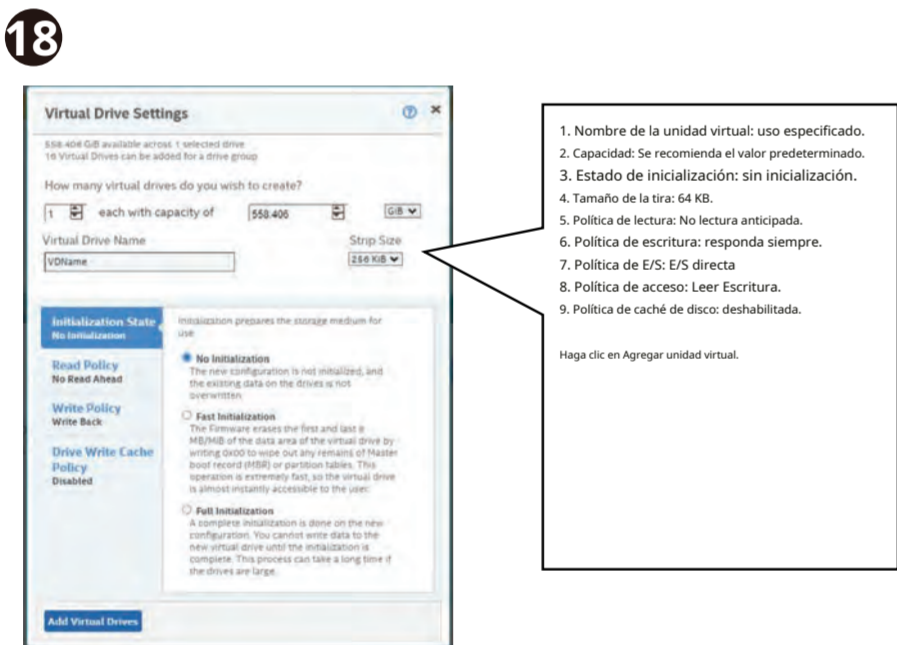 18
Virtual Drive Settings
558.406 GiB available across 1 selected drive
16 Virtual Drives can be added for a drive group
How many virtual drives do you wish to create?
1 each with capacity of 558.406 GiB
Virtual Drive Name Strip Size
VDName 256 KiB
Initialization State
No Initialization
Read Policy
No Read Ahead
Write Policy
Write Back
Drive Write Cache
Policy
Disabled
Initialization prepares the storage medium for
use
No Initialization
The new configuration is not initialized, and
the existing data on the drives is not
overwritten
Fast Initialization
The Firmware erases the first and last 8
MB/MiB of the data area of the virtual drive by
writing 0x00 to wipe out any remains of Master
boot record (MBR) or partition tables. This
operation is extremely fast, so the virtual drive
is almost instantly accessible to the user.
Full Initialization
A complete initialization is done on the new
configuration. You cannot write data to the
new virtual drive until the initialization is
complete. This process can take a long time if
the drives are large.
Add Virtual Drives
1. Nombre de la unidad virtual: uso especificado.
2. Capacidad: Se recomienda el valor predeterminado.
3. Estado de inicialización: sin inicialización.
4. Tamaño de la tira: 64 KB.
5. Política de lectura: No lectura anticipada.
6. Política de escritura: responda siempre.
7. Política de E/S: E/S directa
8. Política de acceso: Leer Escritura.
9. Política de caché de disco: deshabilitada.
Haga clic en Agregar unidad virtual.